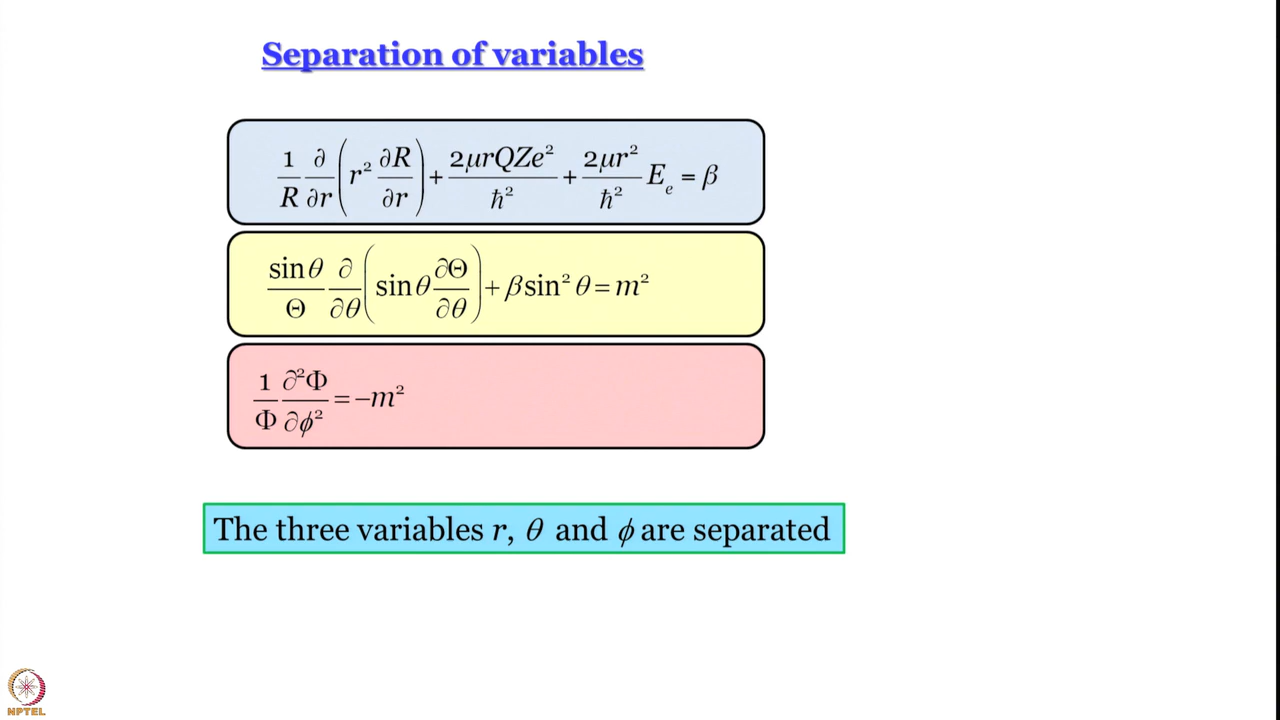 Separation of variables
1/R ∂/∂r (r² ∂R/∂r) + 2μrQZe²/ħ² + 2μr²/ħ² Eₑ = β
sinθ/Θ ∂/∂θ (sinθ ∂Θ/∂θ) + β sin² θ = m²
1/Φ ∂²Φ/∂ϕ² = −m²
The three variables r, θ and ϕ are separated
NPTEL